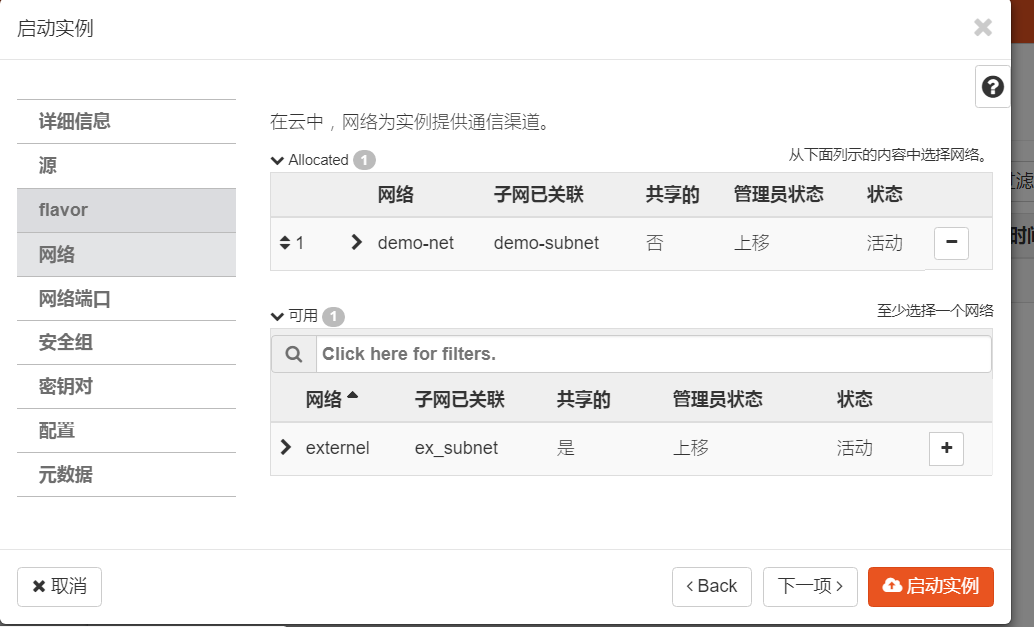 启动实例
详细信息
源
flavor
网络
网络端口
安全组
密钥对
配置
元数据
在云中，网络为实例提供通信渠道。
Allocated 1
从下面列示的内容中选择网络。
网络 子网已关联 共享的 管理员状态 状态
1 demo-net demo-subnet 否 上移 活动
可用 1
至少选择一个网络
Click here for filters.
网络 子网已关联 共享的 管理员状态 状态
externel ex_subnet 是 上移 活动
过滤
时间
取消
Back
下一项
启动实例